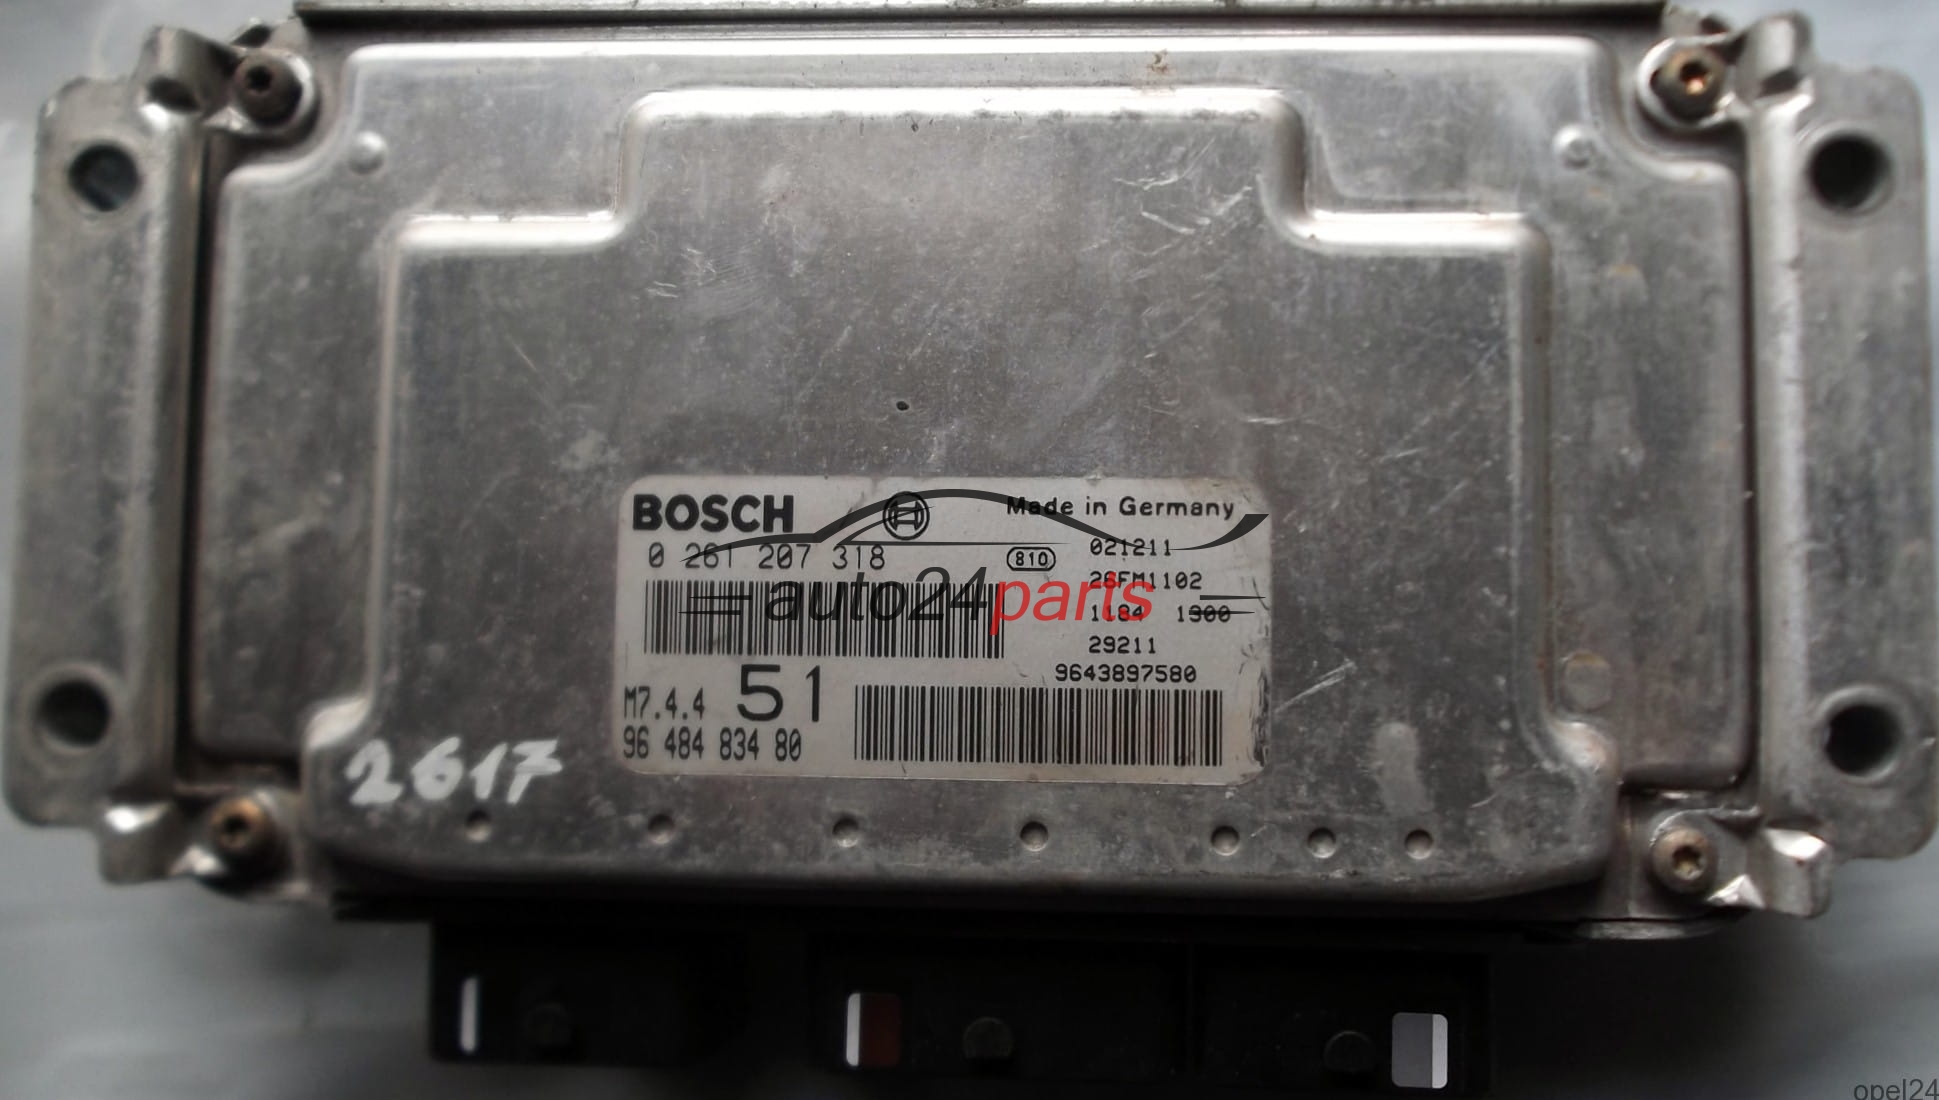 BOSCH
Made in Germany
0 261 207 318
810
021211
26FM1102
auto24parts
1184 1900
29211
9643897580
M7.4.4 51
96 484 834 80
2617
opel24